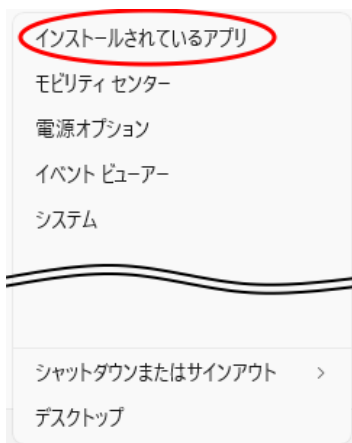 インストールされているアプリ
モビリティ センター
電源オプション
イベント ビューアー
システム
シャットダウンまたはサインアウト
デスクトップ